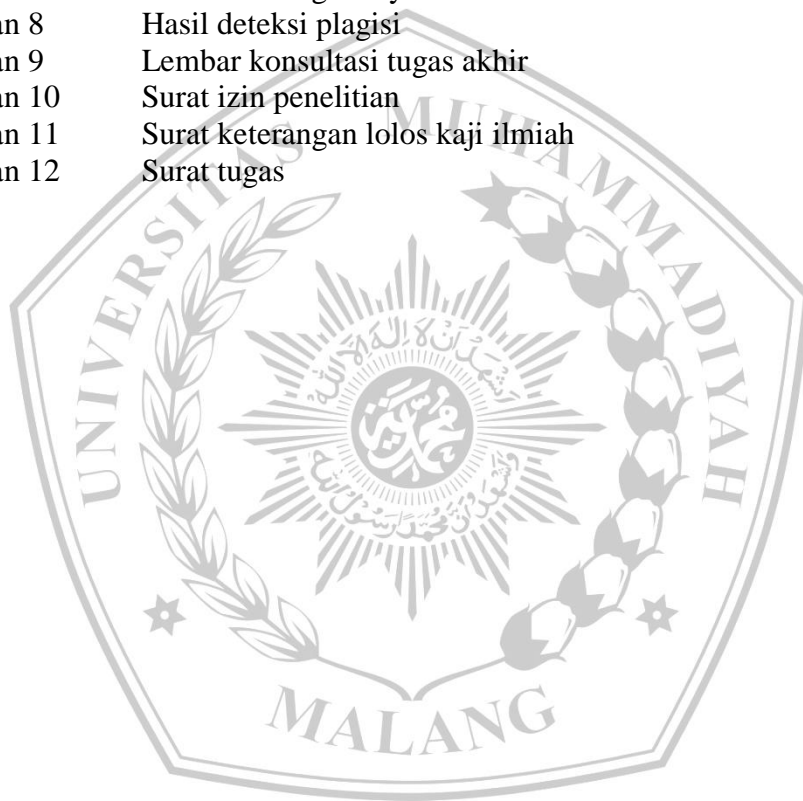 an 8 Hasil deteksi plagisi
an 9 Lembar konsultasi tugas akhir
an 10 Surat izin penelitian
an 11 Surat keterangan lolos kaji ilmiah
an 12 Surat tugas
UNIVERSITAS MUHAMMADIYAH
MALANG